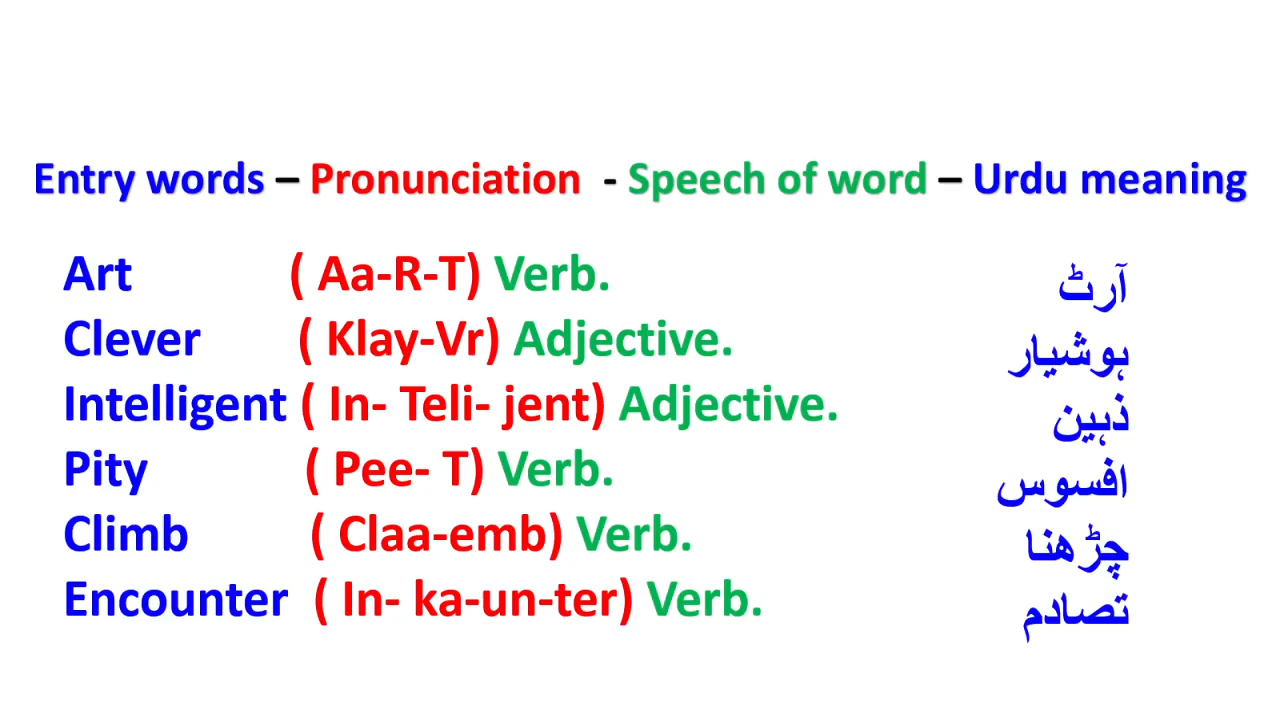 Entry words – Pronunciation - Speech of word – Urdu meaning
Art ( Aa-R-T) Verb. آرٹ
Clever ( Klay-Vr) Adjective. ہوشیار
Intelligent ( In- Teli- jent) Adjective. ذہین
Pity ( Pee- T) Verb. افسوس
Climb ( Claa-emb) Verb. چڑھنا
Encounter ( In- ka-un-ter) Verb. تصادم